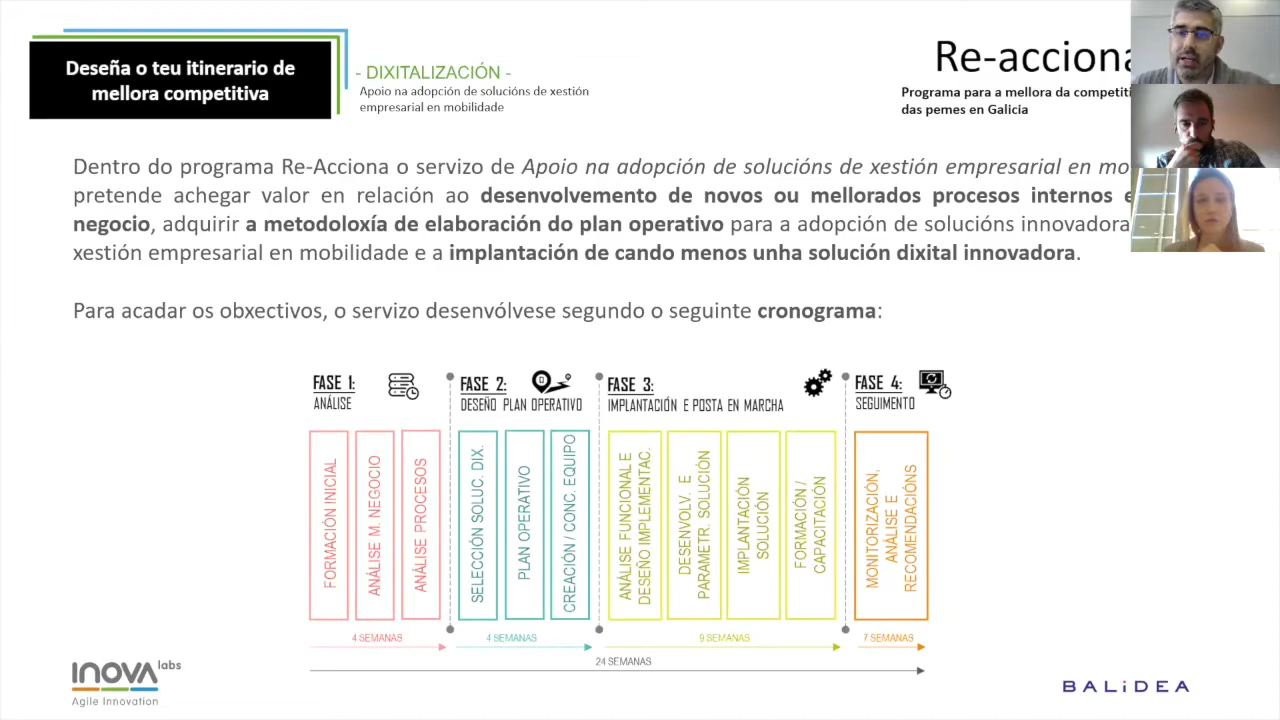 Deseña o teu itinerario de
mellora competitiva
- DIXITALIZACIÓN -
Apoio na adopción de solucións de xestión
empresarial en mobilidade
Re-acciona
Programa para a mellora da competiti
das pemes en Galicia
Dentro do programa Re-Acciona o servizo de Apoio na adopción de solucións de xestión empresarial en mo
pretende achegar valor en relación ao desenvolvemento de novos ou mellorados procesos internos e
negocio, adquirir a metodoloxía de elaboración do plan operativo para a adopción de solucións innovadora
xestión empresarial en mobilidade e a implantación de cando menos unha solución dixital innovadora.
Para acadar os obxectivos, o servizo desenvólvese segundo o seguinte cronograma:
FASE 1:
ANÁLISE
FASE 2:
DESEÑO PLAN OPERATIVO
FASE 3:
IMPLANTACIÓN E POSTA EN MARCHA
FASE 4:
SEGUIMENTO
FORMACIÓN INICIAL
ANÁLISE M. NEGOCIO
ANÁLISE PROCESOS
SELECCIÓN SOLUC. DIX.
PLAN OPERATIVO
CREACIÓN / CONC. EQUIPO
ANÁLISE FUNCIONAL E
DESEÑO IMPLEMENTAC.
DESENVOLV. E
PARAMETR. SOLUCIÓN
IMPLANTACIÓN
SOLUCIÓN
FORMACIÓN /
CAPACITACIÓN
MONITORIZACIÓN,
ANÁLISE E
RECOMENDACIÓNS
4 SEMANAS
4 SEMANAS
9 SEMANAS
7 SEMANAS
24 SEMANAS
INOVA labs
Agile Innovation
BALiDEA